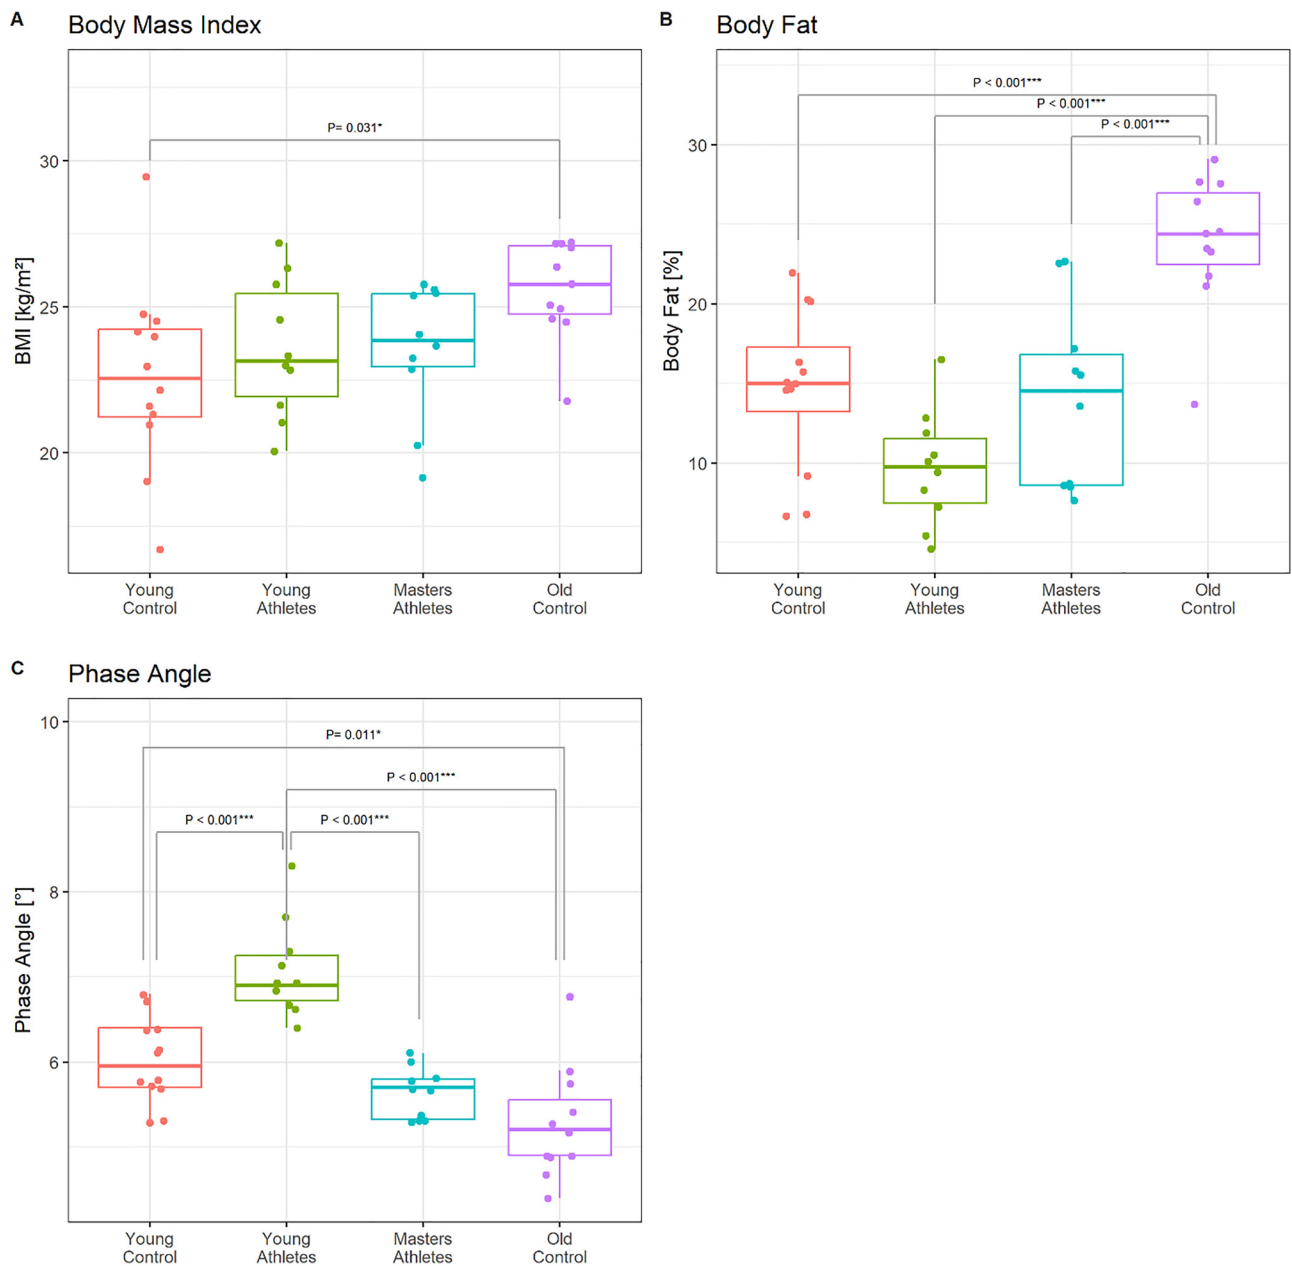 A
Body Mass Index
P= 0.031*
30
25
20
BMI [kg/m²]
Young
Control
Young
Athletes
Masters
Athletes
Old
Control
B
Body Fat
P < 0.001***
P < 0.001***
P < 0.001***
30
20
10
Body Fat [%]
Young
Control
Young
Athletes
Masters
Athletes
Old
Control
C
Phase Angle
P= 0.011*
P < 0.001***
P < 0.001***
P < 0.001***
10
8
6
Phase Angle [°]
Young
Control
Young
Athletes
Masters
Athletes
Old
Control